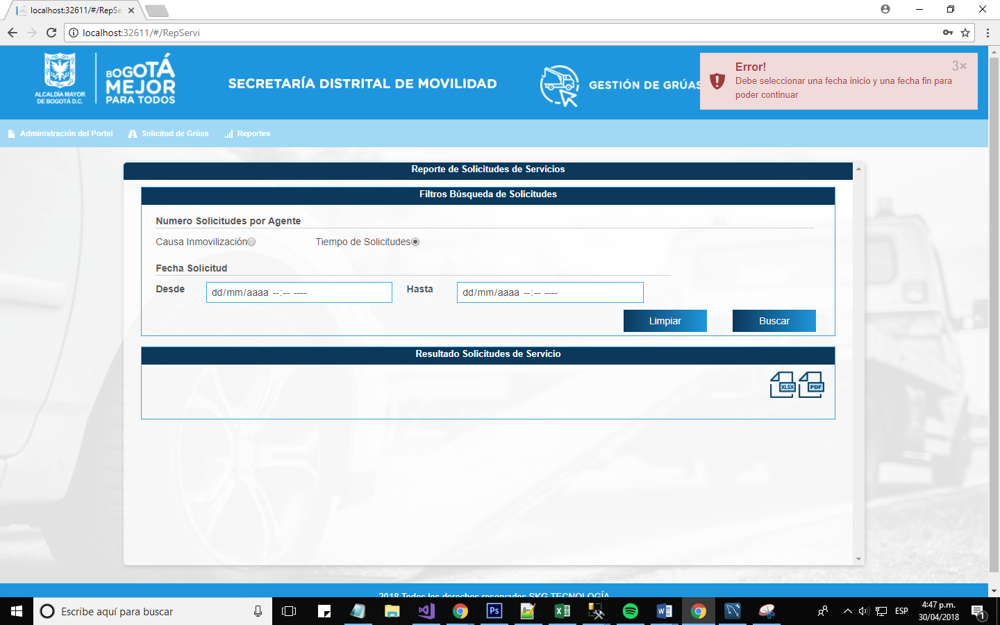 localhost:32611/#/RepSe
localhost:32611/#/RepServi
ALCALDÍA MAYOR
DE BOGOTÁ D.C.
BOGOTÁ
MEJOR
PARA TODOS
SECRETARÍA DISTRITAL DE MOVILIDAD
GESTIÓN DE GRÚAS
Error!
3×
Debe seleccionar una fecha inicio y una fecha fin para
poder continuar
Administración del Portal
Solicitud de Grúas
Reportes
Reporte de Solicitudes de Servicios
Filtros Búsqueda de Solicitudes
Numero Solicitudes por Agente
Causa Inmovilización
Tiempo de Solicitudes
Fecha Solicitud
Desde
dd/mm/aaaa --:-- ----
Hasta
dd/mm/aaaa --:-- ----
Limpiar
Buscar
Resultado Solicitudes de Servicio
XLSX
PDF
2018 Todos los derechos reservados SKG TECNOLOGÍA
Escribe aquí para buscar
Ps
ESP
4:47 p.m.
30/04/2018
1